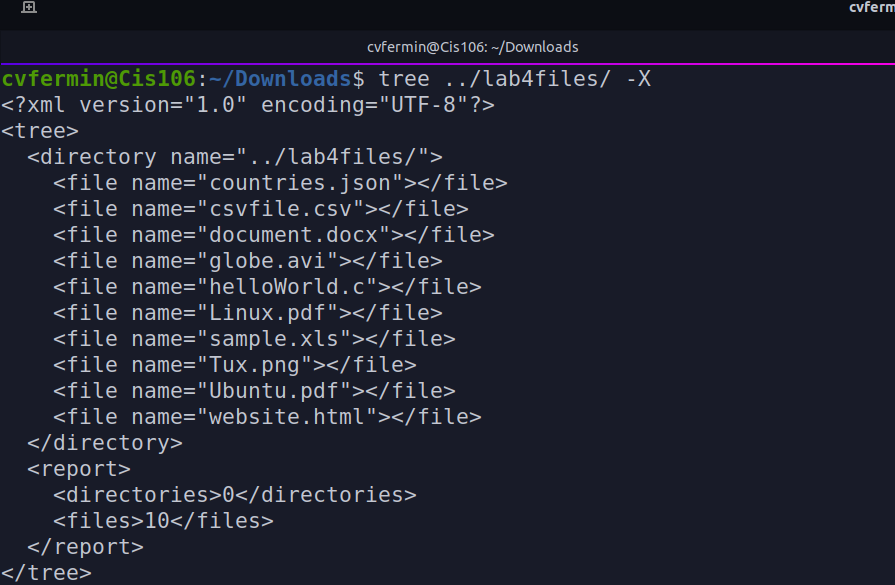 cvferm
cvfermin@Cis106: ~/Downloads
cvfermin@Cis106:~/Downloads$ tree ../lab4files/ -X
<?xml version="1.0" encoding="UTF-8"?>
<tree>
  <directory name="../lab4files/">
    <file name="countries.json"></file>
    <file name="csvfile.csv"></file>
    <file name="document.docx"></file>
    <file name="globe.avi"></file>
    <file name="helloWorld.c"></file>
    <file name="Linux.pdf"></file>
    <file name="sample.xls"></file>
    <file name="Tux.png"></file>
    <file name="Ubuntu.pdf"></file>
    <file name="website.html"></file>
  </directory>
  <report>
    <directories>0</directories>
    <files>10</files>
  </report>
</tree>